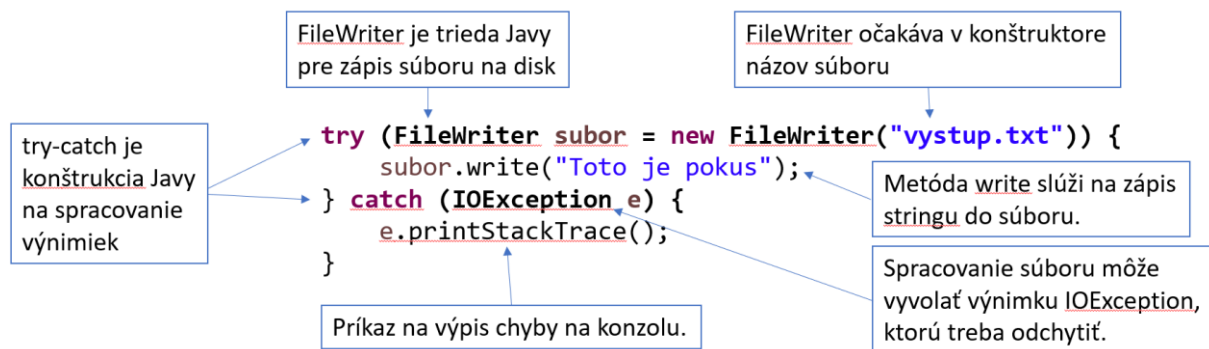 FileWriter je trieda Javy
pre zápis súboru na disk
FileWriter očakáva v konštruktore
názov súboru
try-catch je
konštrukcia Javy
na spracovanie
výnimiek
try (FileWriter subor = new FileWriter("vystup.txt")) {
    subor.write("Toto je pokus");
} catch (IOException e) {
    e.printStackTrace();
}
Metóda write slúži na zápis
stringu do súboru.
Spracovanie súboru môže
vyvolať výnimku IOException,
ktorú treba odchytiť.
Príkaz na výpis chyby na konzolu.